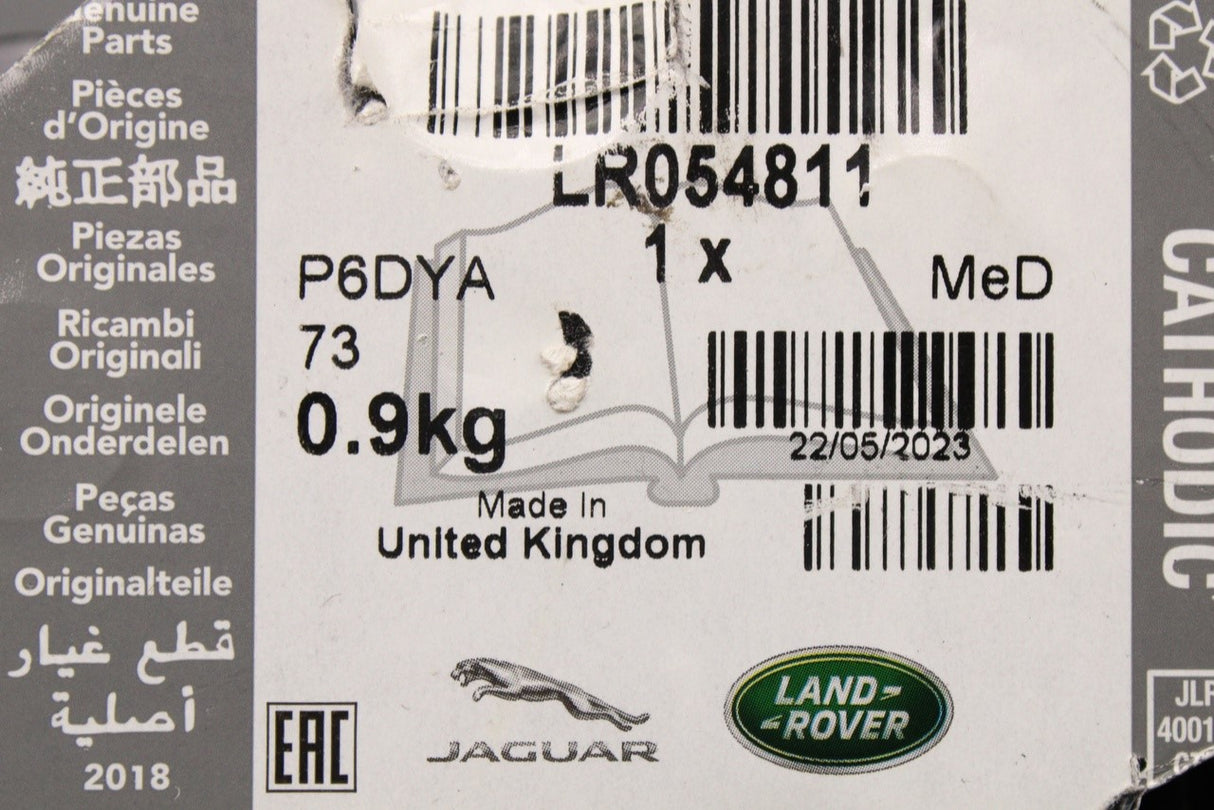 Parts
Pièces
d'Origine
純正部品
Piezas
Originales
Ricambi
Originali
Originele
Onderdelen
Peças
Genuinas
Originalteile
قطع غيار
أصلية
2018
LR054811
1 x
P6DYA
MeD
73
0.9kg
22/05/2023
Made In
United Kingdom
EAC
JAGUAR
LAND-
-ROVER
CATHODIC
4001